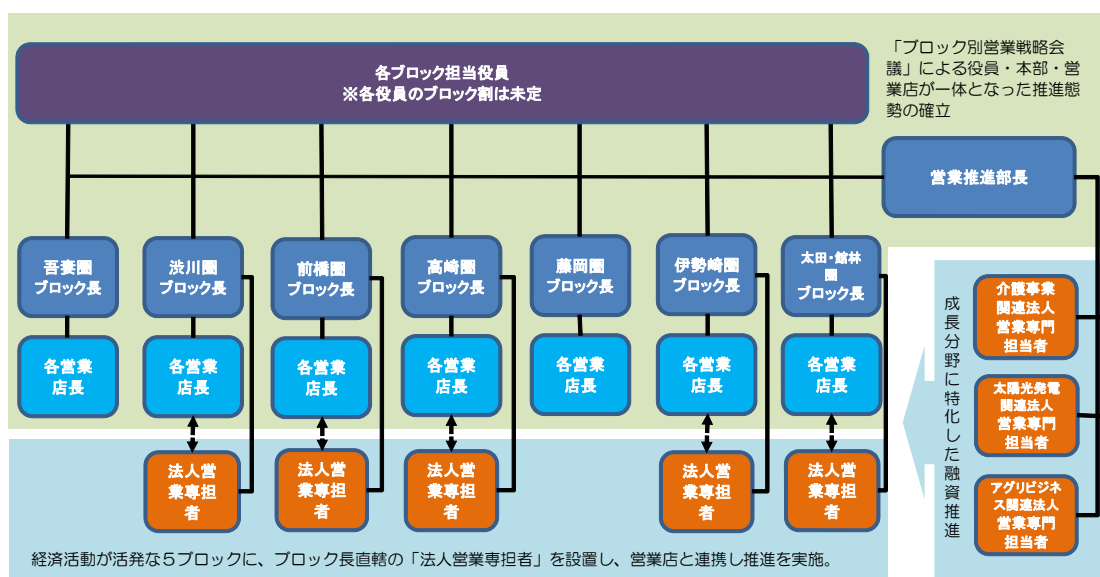 各ブロック担当役員
※各役員のブロック割は未定
「ブロック別営業戦略会
議」による役員・本部・営
業店が一体となった推進態
勢の確立
営業推進部長
吾妻圏
ブロック長
渋川圏
ブロック長
前橋圏
ブロック長
高崎圏
ブロック長
藤岡圏
ブロック長
伊勢崎圏
ブロック長
太田・館林
圏
ブロック長
各営業
店長
各営業
店長
各営業
店長
各営業
店長
各営業
店長
各営業
店長
各営業
店長
法人営
業専担
者
法人営
業専担
者
法人営
業専担
者
法人営
業専担
者
法人営
業専担
者
成長分野に特化した融資推進
介護事業
関連法人
営業専門
担当者
太陽光発電
関連法人
営業専門
担当者
アグリビジネ
ス関連法人
営業専門
担当者
経済活動が活発な５ブロックに、ブロック長直轄の「法人営業専担者」を設置し、営業店と連携し推進を実施。